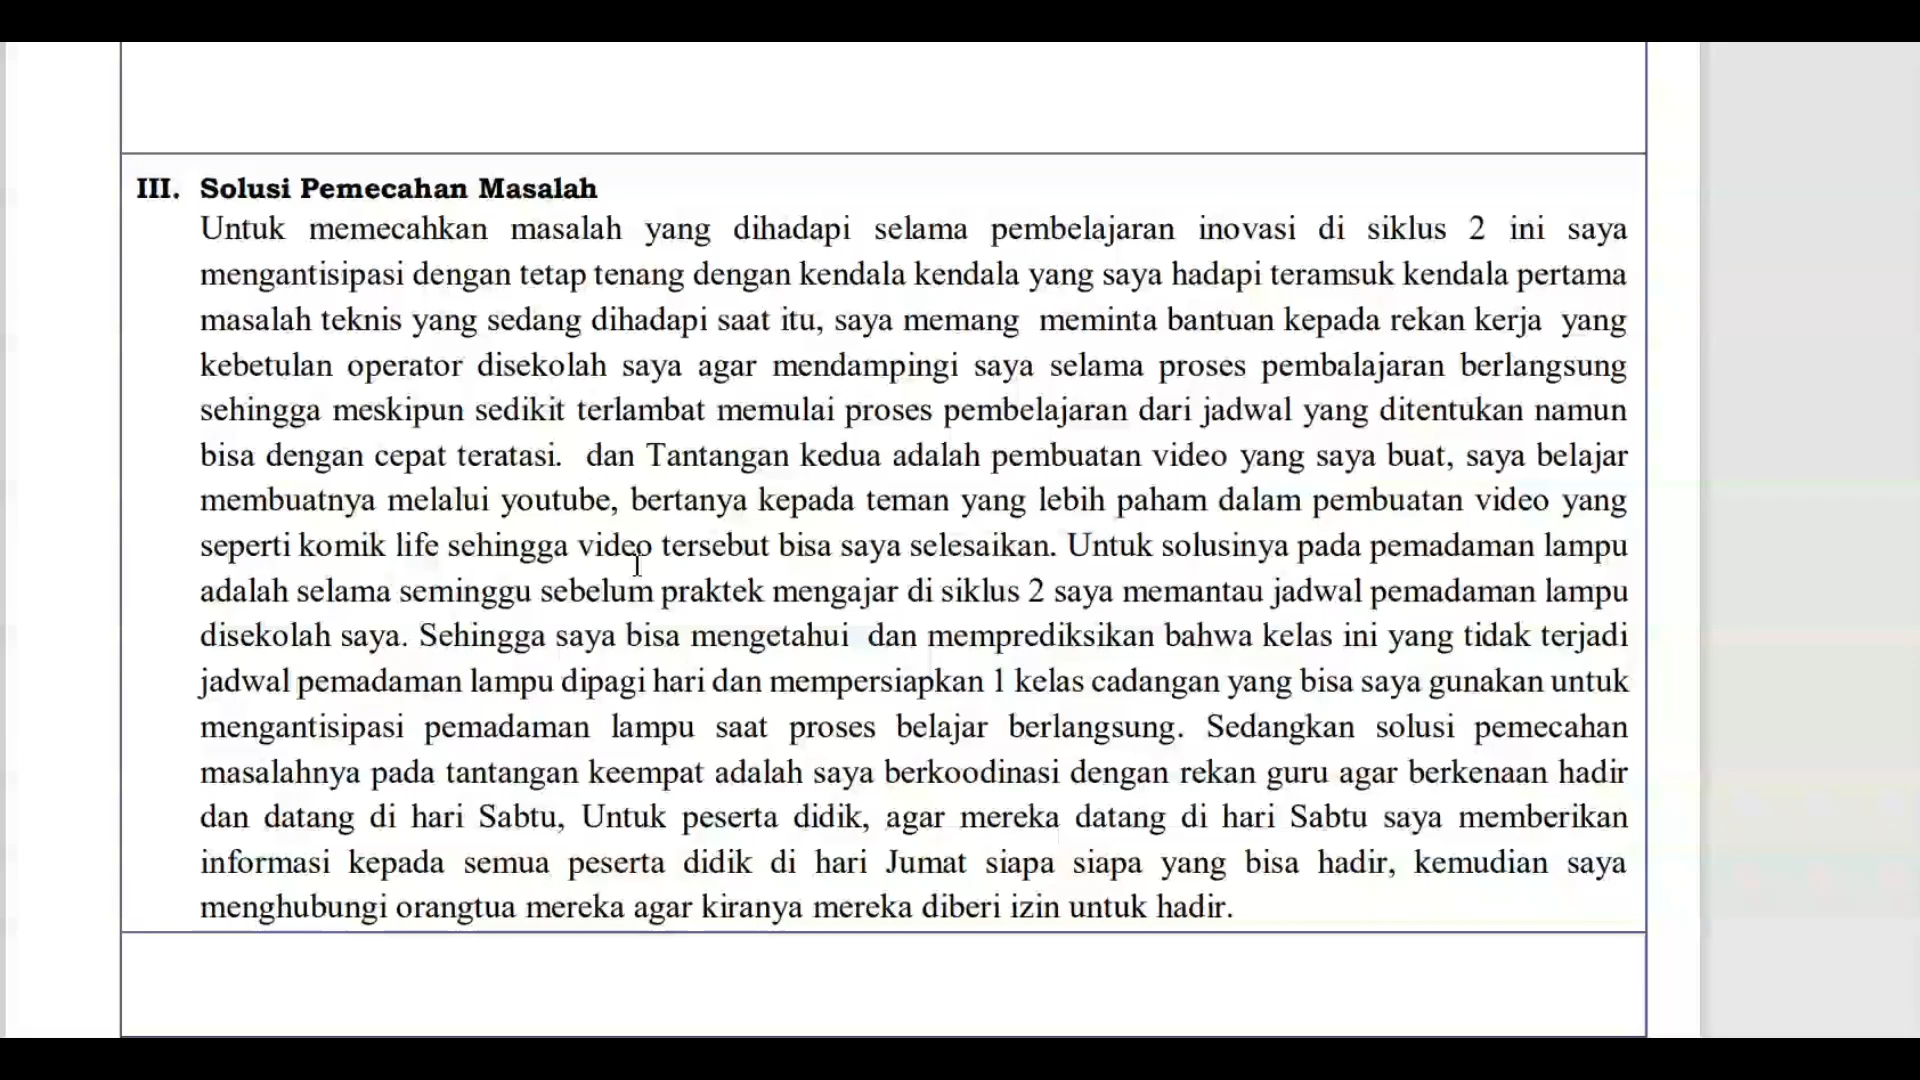 III. Solusi Pemecahan Masalah
Untuk memecahkan masalah yang dihadapi selama pembelajaran inovasi di siklus 2 ini saya
mengantisipasi dengan tetap tenang dengan kendala kendala yang saya hadapi teramsuk kendala pertama
masalah teknis yang sedang dihadapi saat itu, saya memang meminta bantuan kepada rekan kerja yang
kebetulan operator disekolah saya agar mendampingi saya selama proses pembalajaran berlangsung
sehingga meskipun sedikit terlambat memulai proses pembelajaran dari jadwal yang ditentukan namun
bisa dengan cepat teratasi. dan Tantangan kedua adalah pembuatan video yang saya buat, saya belajar
membuatnya melalui youtube, bertanya kepada teman yang lebih paham dalam pembuatan video yang
seperti komik life sehingga video tersebut bisa saya selesaikan. Untuk solusinya pada pemadaman lampu
adalah selama seminggu sebelum praktek mengajar di siklus 2 saya memantau jadwal pemadaman lampu
disekolah saya. Sehingga saya bisa mengetahui dan memprediksikan bahwa kelas ini yang tidak terjadi
jadwal pemadaman lampu dipagi hari dan mempersiapkan 1 kelas cadangan yang bisa saya gunakan untuk
mengantisipasi pemadaman lampu saat proses belajar berlangsung. Sedangkan solusi pemecahan
masalahnya pada tantangan keempat adalah saya berkoodinasi dengan rekan guru agar berkenaan hadir
dan datang di hari Sabtu, Untuk peserta didik, agar mereka datang di hari Sabtu saya memberikan
informasi kepada semua peserta didik di hari Jumat siapa siapa yang bisa hadir, kemudian saya
menghubungi orangtua mereka agar kiranya mereka diberi izin untuk hadir.